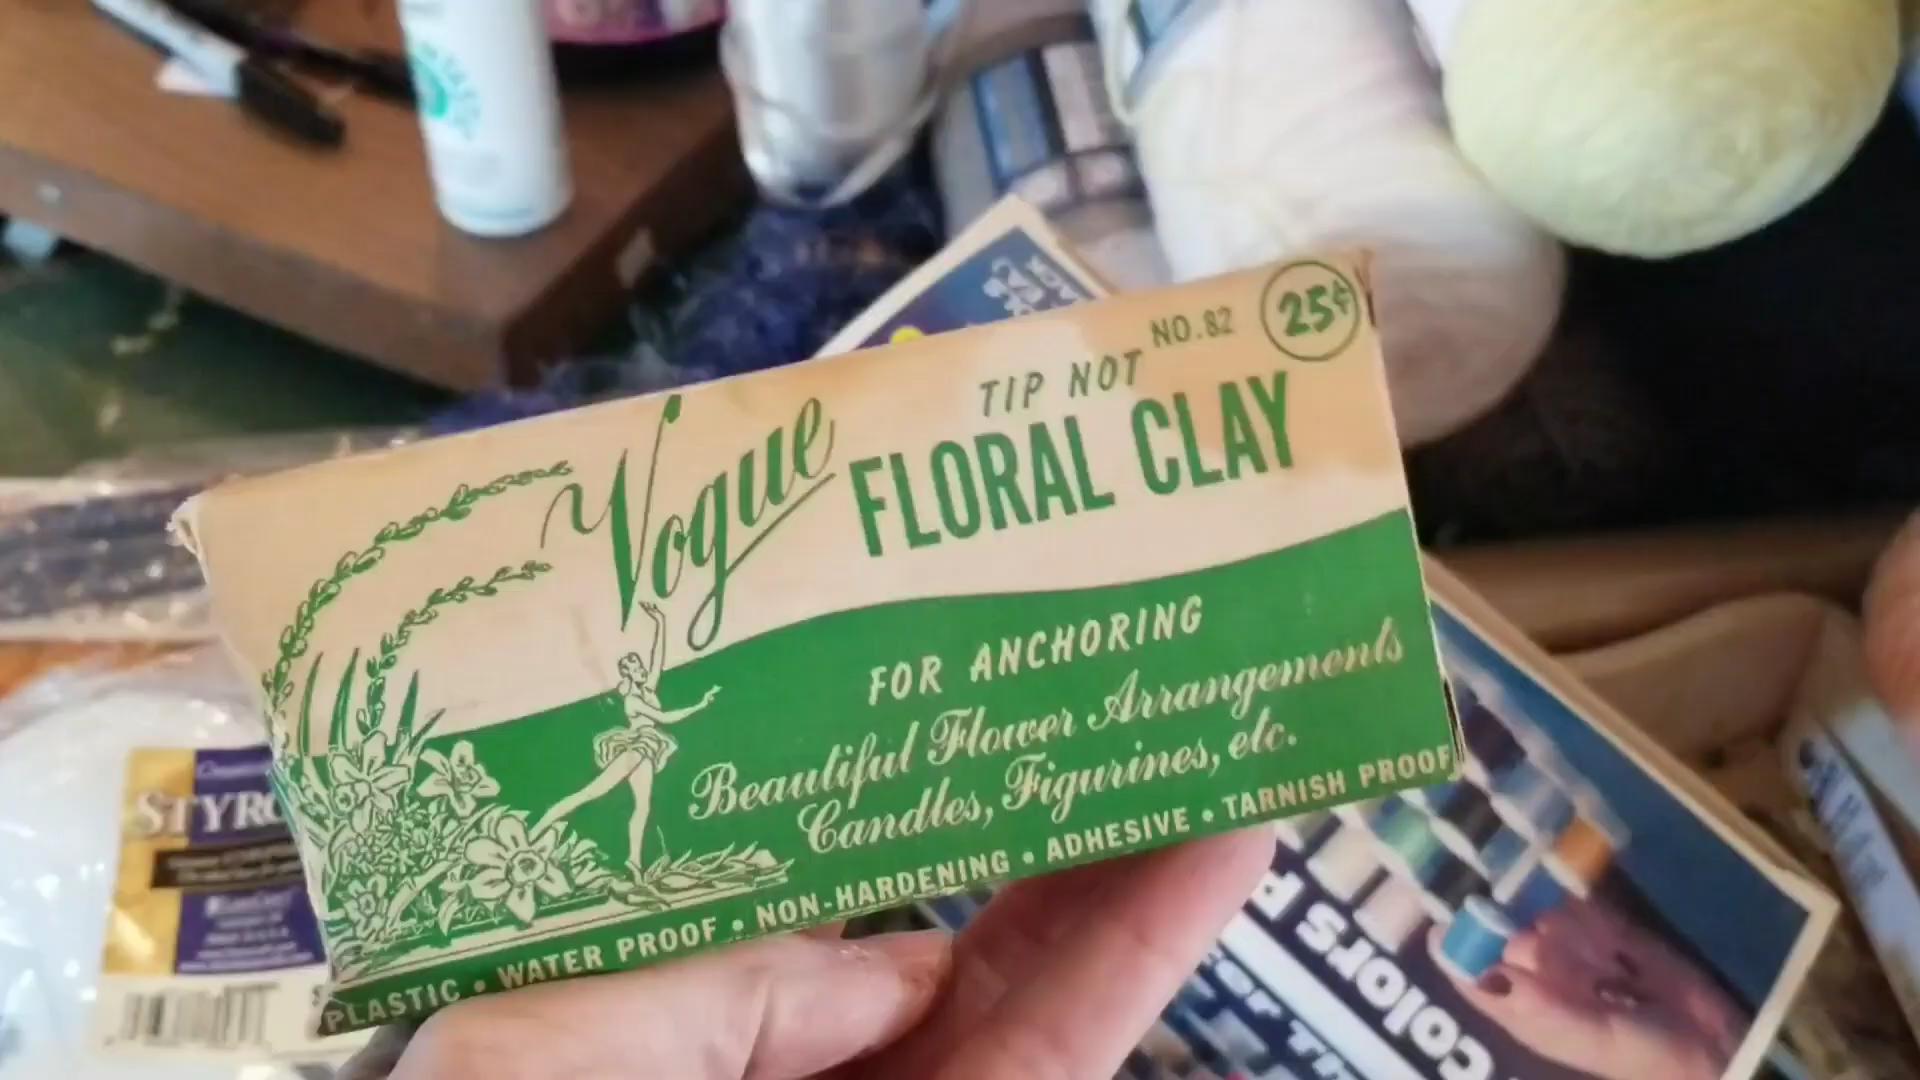 NO.82
25¢
TIP NOT
Vogue
FLORAL CLAY
FOR ANCHORING
Beautiful Flower Arrangements
Candles, Figurines, etc.
PLASTIC • WATER PROOF • NON-HARDENING • ADHESIVE • TARNISH PROOF
STYRO
Colors